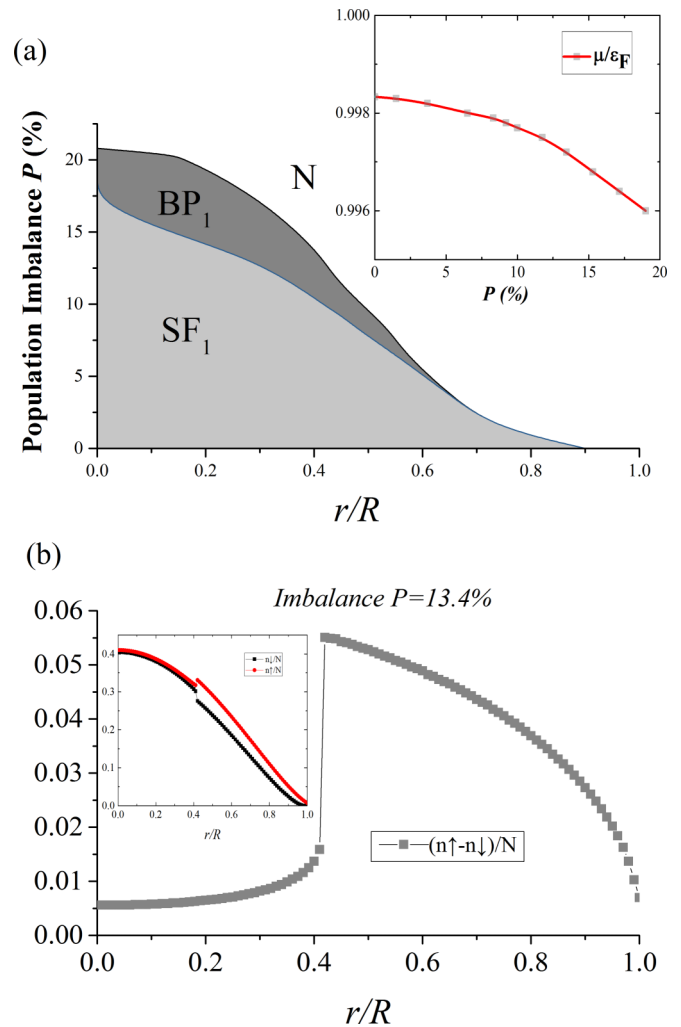 (a)
Population Imbalance P (%)
20
15
10
5
0
N
BP1
SF1
0.0 0.2 0.4 0.6 0.8 1.0
r/R
1.000
0.998
0.996
μ/εF
0 5 10 15 20
P (%)
(b)
Imbalance P=13.4%
0.06
0.05
0.04
0.03
0.02
0.01
0.00
0.0 0.2 0.4 0.6 0.8 1.0
r/R
(n↑-n↓)/N
0.4
0.3
0.2
0.1
0.0
n↓/N
n↑/N
0.0 0.2 0.4 0.6 0.8 1.0
r/R